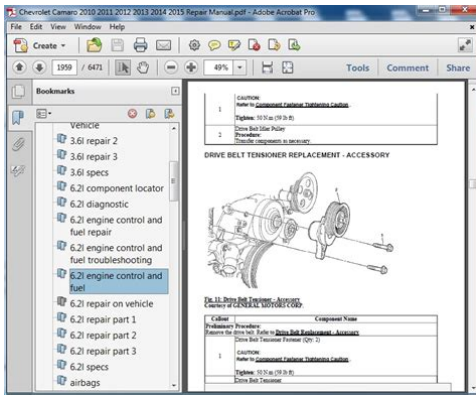 Chevrolet Camaro 2010 2011 2012 2013 2014 2015 Repair Manual.pdf - Adobe Acrobat Pro
File Edit View Window Help
Create
1959 / 6471
49%
Tools Comment Share
Bookmarks
Vehicle
3.6l repair 2
3.6l repair 3
3.6l specs
6.2l component locator
6.2l diagnostic
6.2l engine control and
fuel repair
6.2l engine control and
fuel troubleshooting
6.2l engine control and
fuel
6.2l repair on vehicle
6.2l repair part 1
6.2l repair part 2
6.2l repair part 3
6.2l specs
airbags
1
CAUTION:
Refer to Component Fastener Tightening Caution.
Tighten: 50 N.m (59 lb ft)
2
Drive Belt Idler Pulley
Procedure:
Transfer components as necessary.
DRIVE BELT TENSIONER REPLACEMENT - ACCESSORY
Courtesy of GENERAL MOTORS CORP.
Callout Component Name
Preliminary Procedure:
Remove the drive belt. Refer to Drive Belt Replacement - Accessory
1
Drive Belt Tensioner Fastener (Qty: 2)
CAUTION:
Refer to Component Fastener Tightening Caution.
Tighten: 50 N.m (59 lb ft)
Drive Belt Tensioner